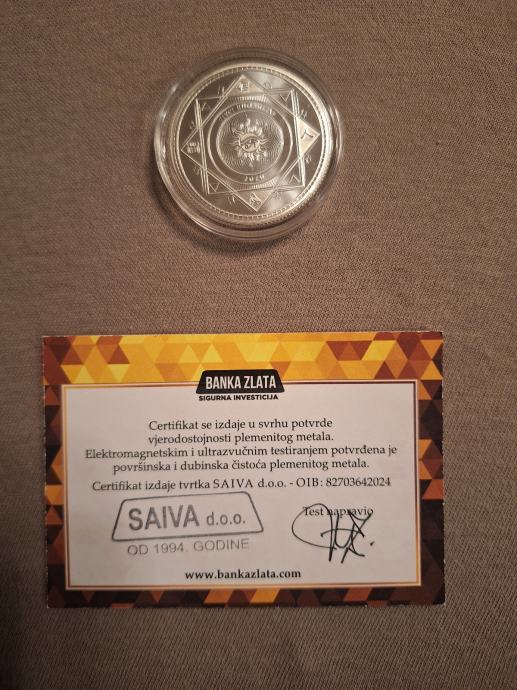 2020
BANKA ZLATA
SIGURNA INVESTICIJA
Certifikat se izdaje u svrhu potvrde
vjerodostojnosti plemenitog metala.
Elektromagnetskim i ultrazvučnim testiranjem potvrđena je
površinska i dubinska čistoća plemenitog metala.
Certifikat izdaje tvrtka SAIVA d.o.o. - OIB: 82703642024
SAIVA d.o.o.
OD 1994. GODINE
Test napravio
www.bankazlata.com